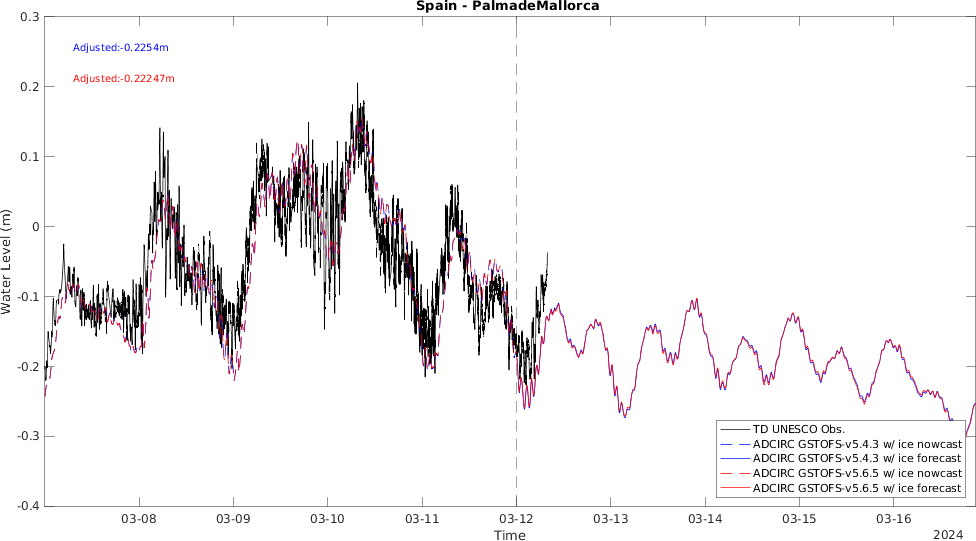 Spain - PalmadeMallorca
0.3
Adjusted:-0.2254m
Adjusted:-0.22247m
0.2
0.1
0
-0.1
-0.2
-0.3
-0.4
Water Level (m)
TD UNESCO Obs.
ADCIRC GSTOFS-v5.4.3 w/ ice nowcast
ADCIRC GSTOFS-v5.4.3 w/ ice forecast
ADCIRC GSTOFS-v5.6.5 w/ ice nowcast
ADCIRC GSTOFS-v5.6.5 w/ ice forecast
03-08 03-09 03-10 03-11 03-12 03-13 03-14 03-15 03-16
Time
2024